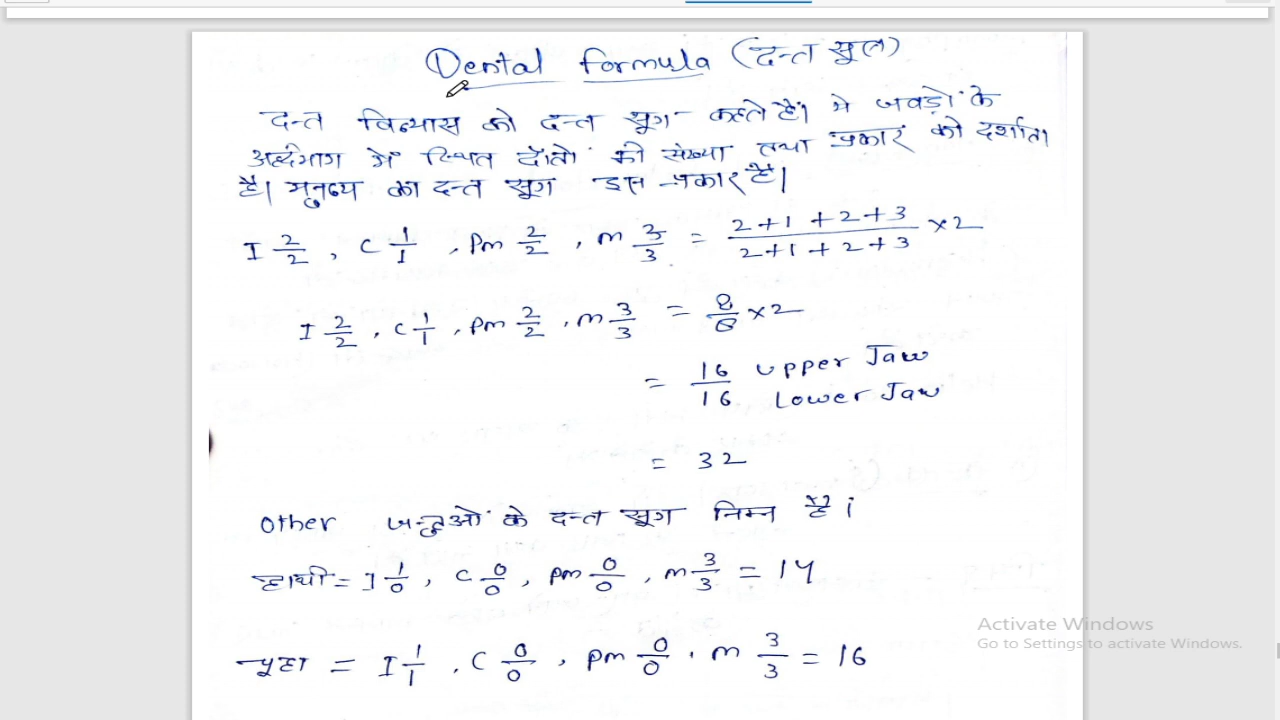 Dental formula (दन्त सूत्र)
दन्त विन्यास को दन्त सूत्र कहते हैं। ये जबड़ो के
अर्द्धभाग में स्थित दाँतो की संख्या तथा प्रकार को दर्शाता
है। मनुष्य का दन्त सूत्र इस प्रकार है।
I 2/2 , C 1/1 , Pm 2/2 , m 3/3 = 2+1+2+3/2+1+2+3 ×2
I 2/2 , C 1/1 , Pm 2/2 , m 3/3 = 8/8 ×2
= 16/16 Upper Jaw Lower Jaw
= 32
Other जन्तुओं के दन्त सूत्र निम्न है।
हाथी = I 1/0 , C 0/0 , pm 0/0 , m 3/3 = 14
चूहा = I 1/1 , C 0/0 , pm 0/0 , m 3/3 = 16
Activate Windows
Go to Settings to activate Windows.